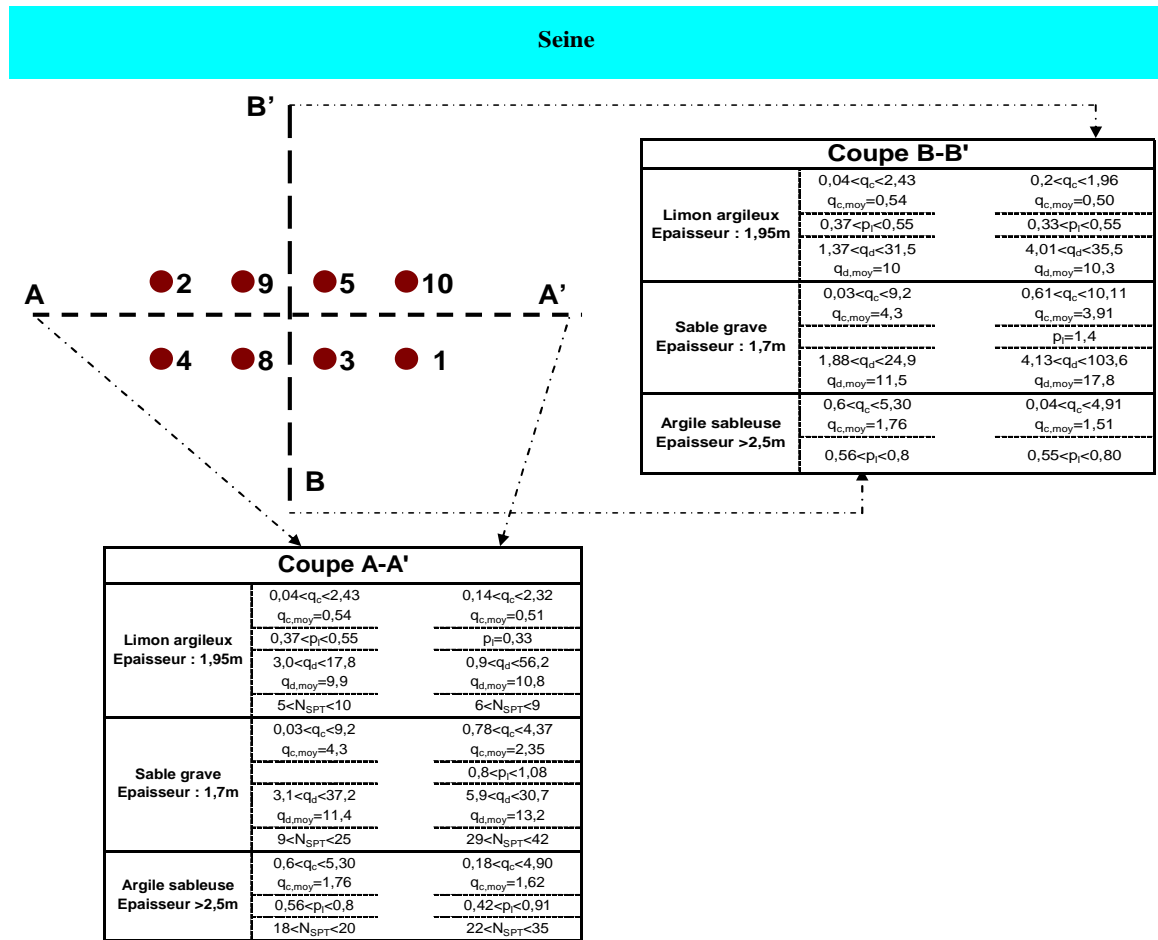 Seine
B'
A
2
9
5
10
A'
4
8
3
1
B
Coupe B-B'
Limon argileux
Epaisseur : 1,95m
0,04<qc<2,43
0,2<qc<1,96
qc,moy=0,54
qc,moy=0,50
0,37<pl<0,55
0,33<pl<0,55
1,37<qd<31,5
4,01<qd<35,5
qd,moy=10
qd,moy=10,3
Sable grave
Epaisseur : 1,7m
0,03<qc<9,2
0,61<qc<10,11
qc,moy=4,3
qc,moy=3,91
pl=1,4
1,88<qd<24,9
4,13<qd<103,6
qd,moy=11,5
qd,moy=17,8
Argile sableuse
Epaisseur >2,5m
0,6<qc<5,30
0,04<qc<4,91
qc,moy=1,76
qc,moy=1,51
0,56<pl<0,8
0,55<pl<0,80
Coupe A-A'
Limon argileux
Epaisseur : 1,95m
0,04<qc<2,43
0,14<qc<2,32
qc,moy=0,54
qc,moy=0,51
0,37<pl<0,55
pl=0,33
3,0<qd<17,8
0,9<qd<56,2
qd,moy=9,9
qd,moy=10,8
5<NSPT<10
6<NSPT<9
Sable grave
Epaisseur : 1,7m
0,03<qc<9,2
0,78<qc<4,37
qc,moy=4,3
qc,moy=2,35
0,8<pl<1,08
3,1<qd<37,2
5,9<qd<30,7
qd,moy=11,4
qd,moy=13,2
9<NSPT<25
29<NSPT<42
Argile sableuse
Epaisseur >2,5m
0,6<qc<5,30
0,18<qc<4,90
qc,moy=1,76
qc,moy=1,62
0,56<pl<0,8
0,42<pl<0,91
18<NSPT<20
22<NSPT<35